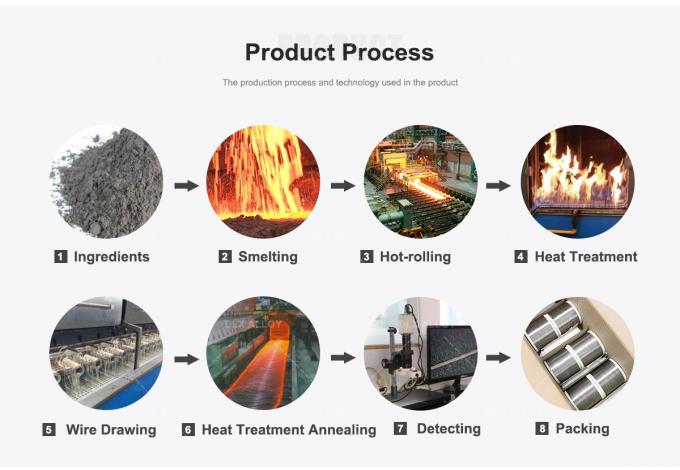 Product Process
The production process and technology used in the product
1 Ingredients
2 Smelting
3 Hot-rolling
4 Heat Treatment
DLX ALLOY
5 Wire Drawing
6 Heat Treatment Annealing
7 Detecting
8 Packing